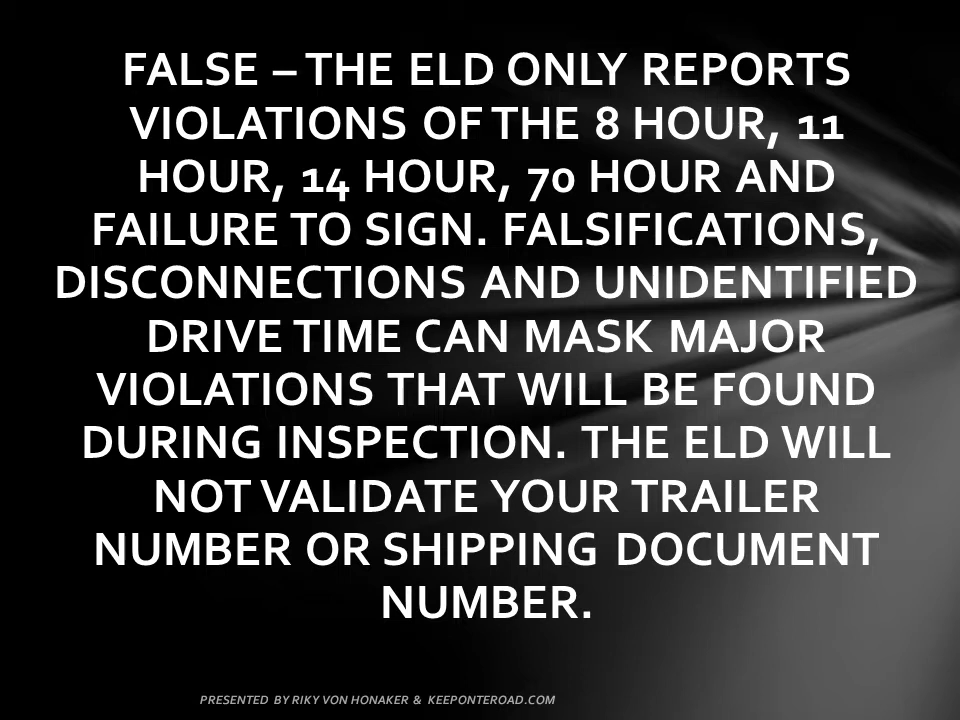 FALSE – THE ELD ONLY REPORTS
VIOLATIONS OF THE 8 HOUR, 11
HOUR, 14 HOUR, 70 HOUR AND
FAILURE TO SIGN. FALSIFICATIONS,
DISCONNECTIONS AND UNIDENTIFIED
DRIVE TIME CAN MASK MAJOR
VIOLATIONS THAT WILL BE FOUND
DURING INSPECTION. THE ELD WILL
NOT VALIDATE YOUR TRAILER
NUMBER OR SHIPPING DOCUMENT
NUMBER.
PRESENTED BY RIKY VON HONAKER & KEEPONTEROAD.COM